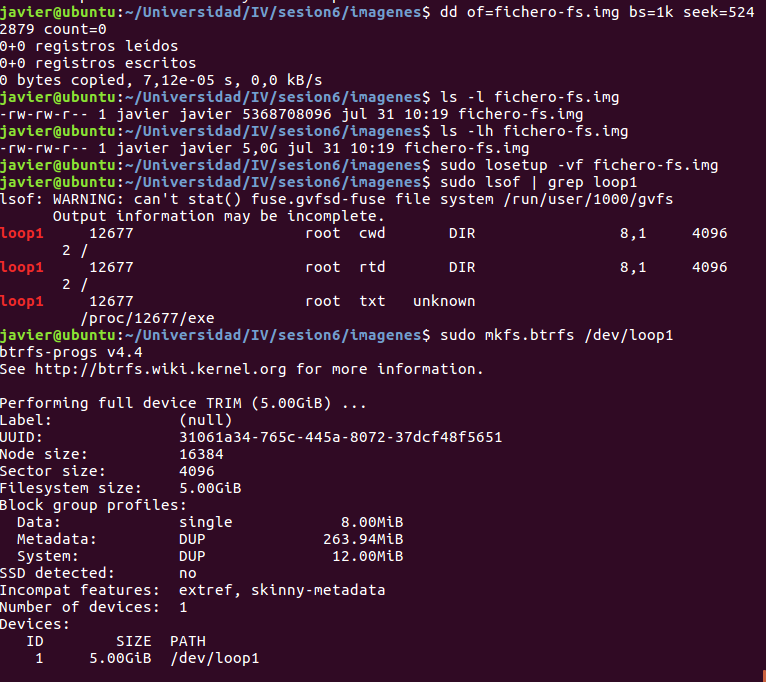 javier@ubuntu:~/Universidad/IV/sesion6/imagenes$ dd of=fichero-fs.img bs=1k seek=524
2879 count=0
0+0 registros leídos
0+0 registros escritos
0 bytes copied, 7,12e-05 s, 0,0 kB/s
javier@ubuntu:~/Universidad/IV/sesion6/imagenes$ ls -l fichero-fs.img
-rw-rw-r-- 1 javier javier 5368708096 jul 31 10:19 fichero-fs.img
javier@ubuntu:~/Universidad/IV/sesion6/imagenes$ ls -lh fichero-fs.img
-rw-rw-r-- 1 javier javier 5,0G jul 31 10:19 fichero-fs.img
javier@ubuntu:~/Universidad/IV/sesion6/imagenes$ sudo losetup -vf fichero-fs.img
javier@ubuntu:~/Universidad/IV/sesion6/imagenes$ sudo lsof | grep loop1
lsof: WARNING: can't stat() fuse.gvfsd-fuse file system /run/user/1000/gvfs
      Output information may be incomplete.
loop1     12677                   root  cwd       DIR                8,1     4096
       2 /
loop1     12677                   root  rtd       DIR                8,1     4096
       2 /
loop1     12677                   root  txt   unknown
         /proc/12677/exe
javier@ubuntu:~/Universidad/IV/sesion6/imagenes$ sudo mkfs.btrfs /dev/loop1
btrfs-progs v4.4
See http://btrfs.wiki.kernel.org for more information.

Performing full device TRIM (5.00GiB) ...
Label:              (null)
UUID:               31061a34-765c-445a-8072-37dcf48f5651
Node size:          16384
Sector size:        4096
Filesystem size:    5.00GiB
Block group profiles:
  Data:             single            8.00MiB
  Metadata:         DUP             263.94MiB
  System:           DUP              12.00MiB
SSD detected:       no
Incompat features:  extref, skinny-metadata
Number of devices:  1
Devices:
   ID        SIZE  PATH
    1     5.00GiB  /dev/loop1